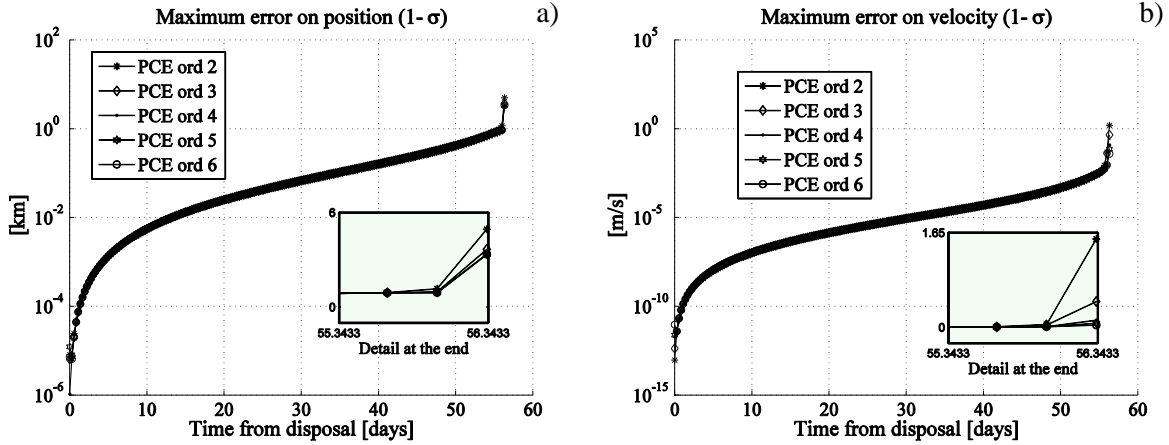 Maximum error on position (1- σ)
a)
10^2
10^0
10^-2
10^-4
10^-6
[km]
PCE ord 2
PCE ord 3
PCE ord 4
PCE ord 5
PCE ord 6
6
0
55.3433
56.3433
Detail at the end
0
10
20
30
40
50
60
Time from disposal [days]
Maximum error on velocity (1- σ)
b)
10^5
10^0
10^-5
10^-10
10^-15
[m/s]
PCE ord 2
PCE ord 3
PCE ord 4
PCE ord 5
PCE ord 6
1.65
0
55.3433
56.3433
Detail at the end
0
10
20
30
40
50
60
Time from disposal [days]